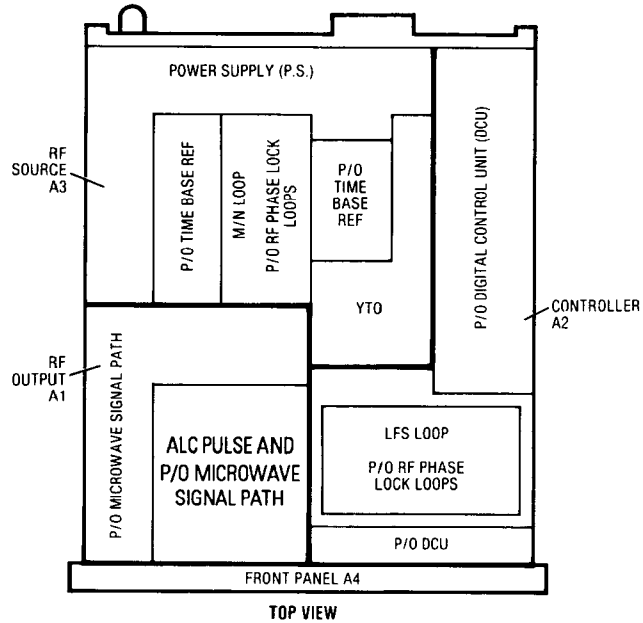 POWER SUPPLY (P.S.)
RF
SOURCE
A3
P/O TIME BASE REF
M/N LOOP
P/O RF PHASE LOCK
LOOPS
P/O
TIME
BASE
REF
P/O DIGITAL CONTROL UNIT (DCU)
YTO
CONTROLLER
A2
RF
OUTPUT
A1
P/O MICROWAVE SIGNAL PATH
ALC PULSE AND
P/O MICROWAVE
SIGNAL PATH
LFS LOOP
P/O RF PHASE
LOCK LOOPS
P/O DCU
FRONT PANEL A4
TOP VIEW